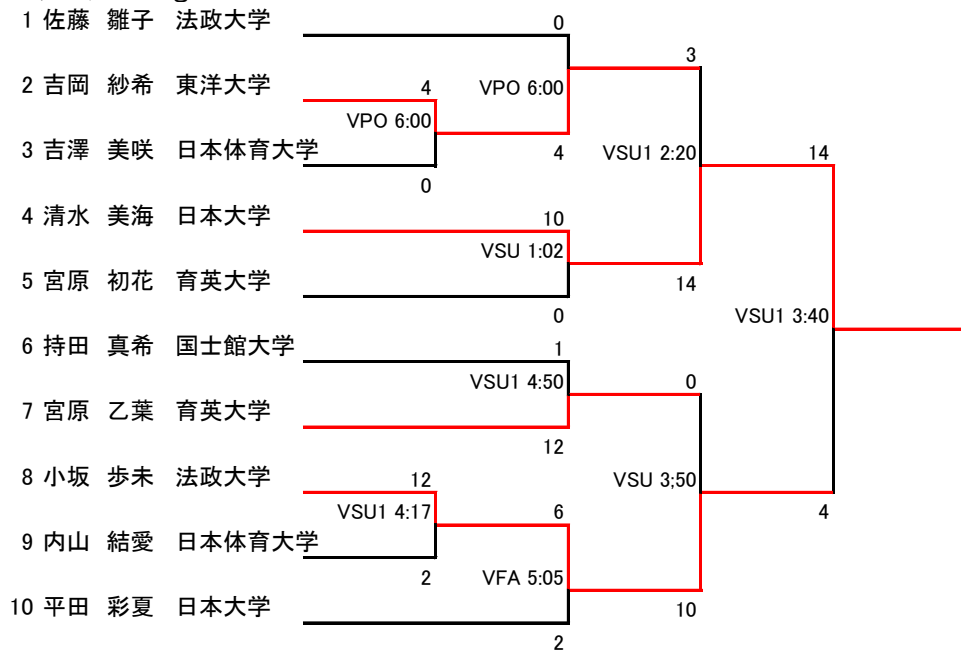 1 佐藤 雛子 法政大学 0
3
2 吉岡 紗希 東洋大学 4 VPO 6:00
VPO 6:00
3 吉澤 美咲 日本体育大学 4 VSU1 2:20 14
0
4 清水 美海 日本大学 10
VSU 1:02
5 宮原 初花 育英大学 14
0 VSU1 3:40
6 持田 真希 国士館大学 1
VSU1 4:50 0
7 宮原 乙葉 育英大学
12
8 小坂 歩未 法政大学 12 VSU 3;50
VSU1 4:17 6 4
9 内山 結愛 日本体育大学
2 VFA 5:05
10 平田 彩夏 日本大学 10
2